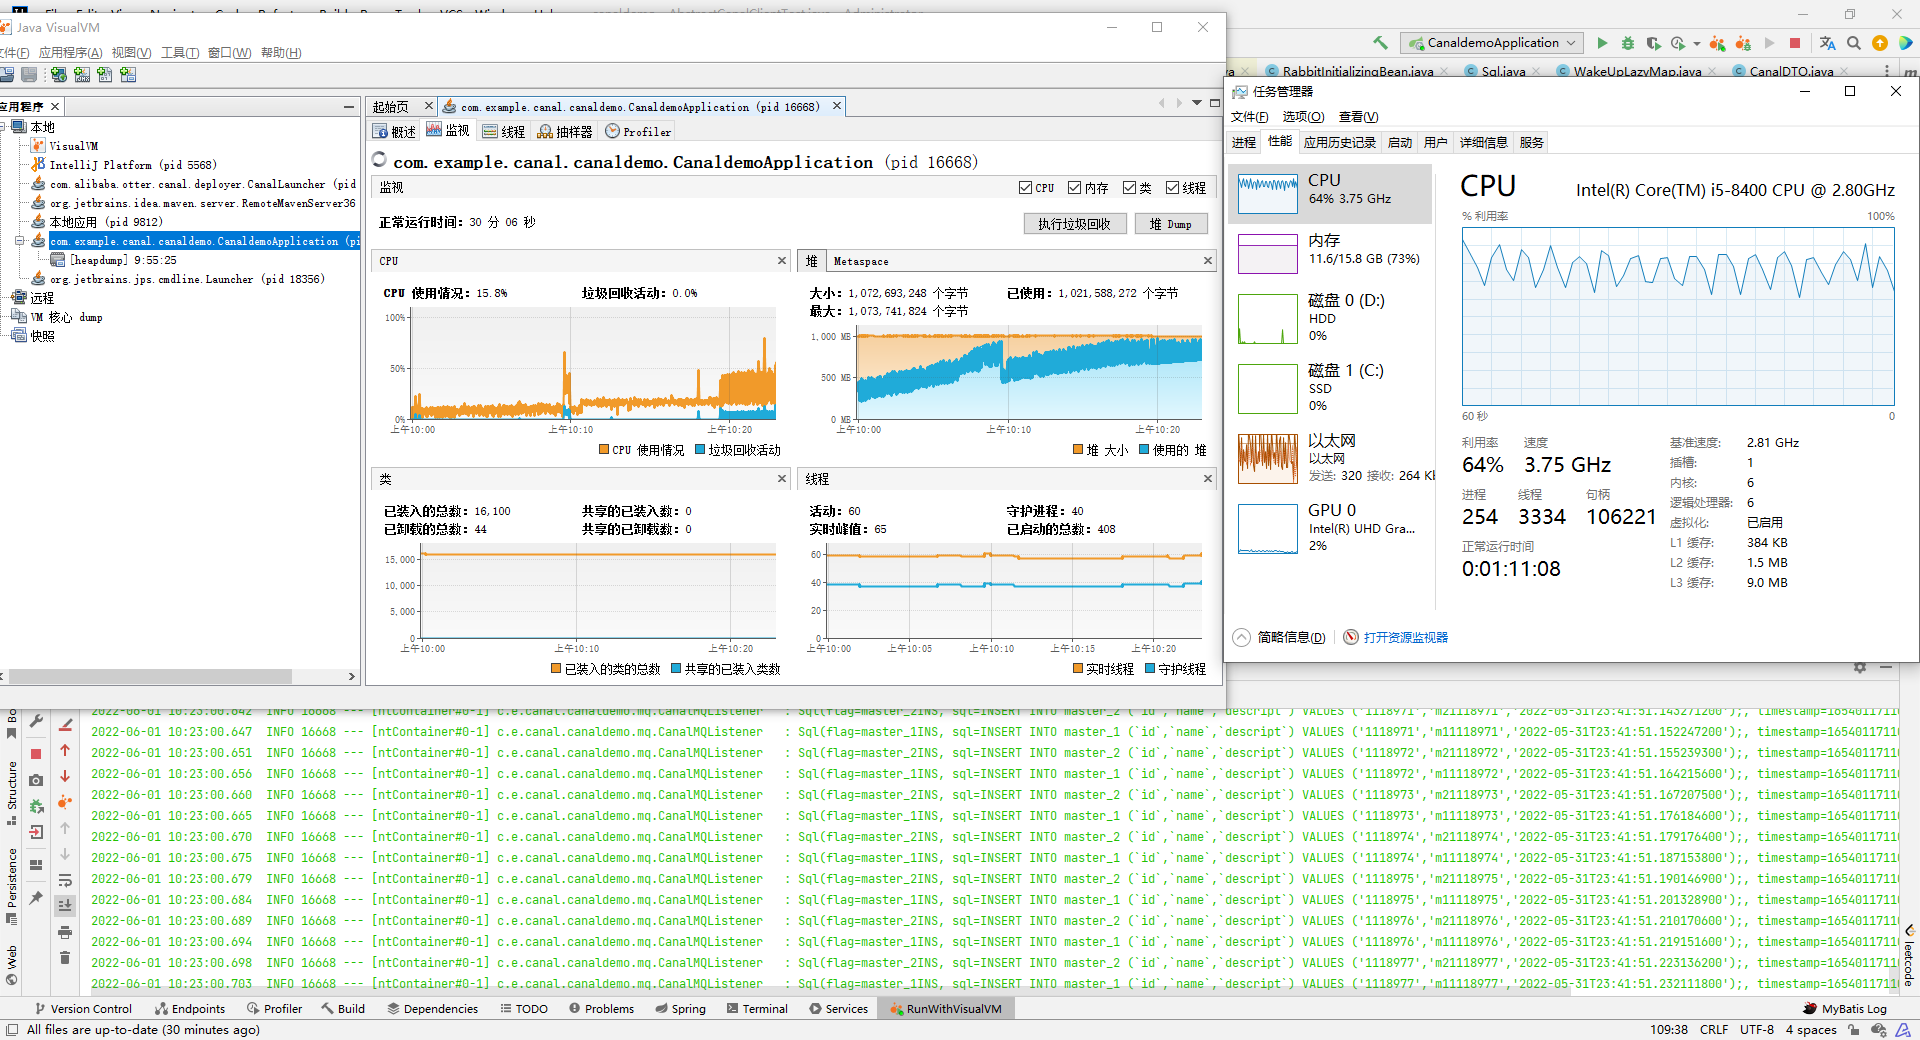 Java VisualVM
文件(F) 应用程序(A) 视图(V) 工具(T) 窗口(W) 帮助(H)
应用程序
本地
VisualVM
IntelliJ Platform (pid 5568)
com.alibaba.otter.canal.deployer.CanalLauncher (pid
org.jetbrains.idea.maven.server.RemoteMavenServer36
本地应用 (pid 9812)
com.example.canal.canaldemo.CanaldemoApplication (pi
[heapdump] 9:55:25
org.jetbrains.jps.cmdline.Launcher (pid 18356)
远程
VM 核心 dump
快照
起始页
com.example.canal.canaldemo.CanaldemoApplication (pid 16668)
概述 监视 线程 抽样器 Profiler
com.example.canal.canaldemo.CanaldemoApplication (pid 16668)
监视
CPU 内存 类 线程
正常运行时间: 30 分 06 秒
执行垃圾回收 堆 Dump
CPU
CPU 使用情况: 15.8% 垃圾回收活动: 0.0%
100%
50%
0%
上午10:00 上午10:10 上午10:20
CPU 使用情况 垃圾回收活动
堆 Metaspace
大小: 1,072,693,248 个字节 已使用: 1,021,588,272 个字节
最大: 1,073,741,824 个字节
1,000 MB
500 MB
0 MB
上午10:00 上午10:10 上午10:20
堆 大小 使用的 堆
类
已装入的总数: 16,100 共享的已装入数: 0
已卸载的总数: 44 共享的已卸载数: 0
15,000
10,000
5,000
0
上午10:00 上午10:10 上午10:20
已装入的类的总数 共享的已装入类数
线程
活动: 60 守护进程: 40
实时峰值: 65 已启动的总数: 408
60
40
20
0
上午10:00 上午10:05 上午10:10 上午10:15 上午10:20
实时线程 守护线程
CanaldemoApplication
RabbitInitializingBean.java Sql.java WakeUpLazyMap.java CanalDTO.java
任务管理器
文件(F) 选项(O) 查看(V)
进程 性能 应用历史记录 启动 用户 详细信息 服务
CPU
64% 3.75 GHz
内存
11.6/15.8 GB (73%)
磁盘 0 (D:)
HDD
0%
磁盘 1 (C:)
SSD
0%
以太网
以太网
发送: 320 接收: 264 Kb
GPU 0
Intel(R) UHD Gra...
2%
CPU Intel(R) Core(TM) i5-8400 CPU @ 2.80GHz
% 利用率 100%
60 秒 0
利用率 速度
64% 3.75 GHz
进程 线程 句柄
254 3334 106221
正常运行时间
0:01:11:08
基准速度: 2.81 GHz
插槽: 1
内核: 6
逻辑处理器: 6
虚拟化: 已启用
L1 缓存: 384 KB
L2 缓存: 1.5 MB
L3 缓存: 9.0 MB
简略信息(D) 打开资源监视器
2022-06-01 10:23:00.642 INFO 16668 --- [ntContainer#0-1] c.e.canal.canaldemo.mq.CanalMQListener : Sql(flag=master_2INS, sql=INSERT INTO master_2 (`id`,`name`,`descript`) VALUES ('1118971','m21118971','2022-05-31T23:41:51.143271200');, timestamp=1654011711
2022-06-01 10:23:00.647 INFO 16668 --- [ntContainer#0-1] c.e.canal.canaldemo.mq.CanalMQListener : Sql(flag=master_1INS, sql=INSERT INTO master_1 (`id`,`name`,`descript`) VALUES ('1118971','m11118971','2022-05-31T23:41:51.152247200');, timestamp=1654011711
2022-06-01 10:23:00.651 INFO 16668 --- [ntContainer#0-1] c.e.canal.canaldemo.mq.CanalMQListener : Sql(flag=master_2INS, sql=INSERT INTO master_2 (`id`,`name`,`descript`) VALUES ('1118972','m21118972','2022-05-31T23:41:51.155239300');, timestamp=1654011711
2022-06-01 10:23:00.656 INFO 16668 --- [ntContainer#0-1] c.e.canal.canaldemo.mq.CanalMQListener : Sql(flag=master_1INS, sql=INSERT INTO master_1 (`id`,`name`,`descript`) VALUES ('1118972','m11118972','2022-05-31T23:41:51.164215600');, timestamp=1654011711
2022-06-01 10:23:00.660 INFO 16668 --- [ntContainer#0-1] c.e.canal.canaldemo.mq.CanalMQListener : Sql(flag=master_2INS, sql=INSERT INTO master_2 (`id`,`name`,`descript`) VALUES ('1118973','m21118973','2022-05-31T23:41:51.167207500');, timestamp=1654011711
2022-06-01 10:23:00.665 INFO 16668 --- [ntContainer#0-1] c.e.canal.canaldemo.mq.CanalMQListener : Sql(flag=master_1INS, sql=INSERT INTO master_1 (`id`,`name`,`descript`) VALUES ('1118973','m11118973','2022-05-31T23:41:51.176184600');, timestamp=1654011711
2022-06-01 10:23:00.670 INFO 16668 --- [ntContainer#0-1] c.e.canal.canaldemo.mq.CanalMQListener : Sql(flag=master_2INS, sql=INSERT INTO master_2 (`id`,`name`,`descript`) VALUES ('1118974','m21118974','2022-05-31T23:41:51.179176400');, timestamp=1654011711
2022-06-01 10:23:00.675 INFO 16668 --- [ntContainer#0-1] c.e.canal.canaldemo.mq.CanalMQListener : Sql(flag=master_1INS, sql=INSERT INTO master_1 (`id`,`name`,`descript`) VALUES ('1118974','m11118974','2022-05-31T23:41:51.187153800');, timestamp=1654011711
2022-06-01 10:23:00.679 INFO 16668 --- [ntContainer#0-1] c.e.canal.canaldemo.mq.CanalMQListener : Sql(flag=master_2INS, sql=INSERT INTO master_2 (`id`,`name`,`descript`) VALUES ('1118975','m21118975','2022-05-31T23:41:51.190146900');, timestamp=1654011711
2022-06-01 10:23:00.684 INFO 16668 --- [ntContainer#0-1] c.e.canal.canaldemo.mq.CanalMQListener : Sql(flag=master_1INS, sql=INSERT INTO master_1 (`id`,`name`,`descript`) VALUES ('1118975','m11118975','2022-05-31T23:41:51.201328900');, timestamp=1654011711
2022-06-01 10:23:00.689 INFO 16668 --- [ntContainer#0-1] c.e.canal.canaldemo.mq.CanalMQListener : Sql(flag=master_2INS, sql=INSERT INTO master_2 (`id`,`name`,`descript`) VALUES ('1118976','m21118976','2022-05-31T23:41:51.210170600');, timestamp=1654011711
2022-06-01 10:23:00.694 INFO 16668 --- [ntContainer#0-1] c.e.canal.canaldemo.mq.CanalMQListener : Sql(flag=master_1INS, sql=INSERT INTO master_1 (`id`,`name`,`descript`) VALUES ('1118976','m11118976','2022-05-31T23:41:51.219151600');, timestamp=1654011711
2022-06-01 10:23:00.698 INFO 16668 --- [ntContainer#0-1] c.e.canal.canaldemo.mq.CanalMQListener : Sql(flag=master_2INS, sql=INSERT INTO master_2 (`id`,`name`,`descript`) VALUES ('1118977','m21118977','2022-05-31T23:41:51.223136200');, timestamp=1654011711
2022-06-01 10:23:00.703 INFO 16668 --- [ntContainer#0-1] c.e.canal.canaldemo.mq.CanalMQListener : Sql(flag=master_1INS, sql=INSERT INTO master_1 (`id`,`name`,`descript`) VALUES ('1118977','m11118977','2022-05-31T23:41:51.232111800');, timestamp=1654011711
Structure
Persistence
Web
leetcode
Version Control Endpoints Profiler Build Dependencies TODO Problems Spring Terminal Services RunWithVisualVM MyBatis Log
All files are up-to-date (30 minutes ago) 109:38 CRLF UTF-8 4 spaces